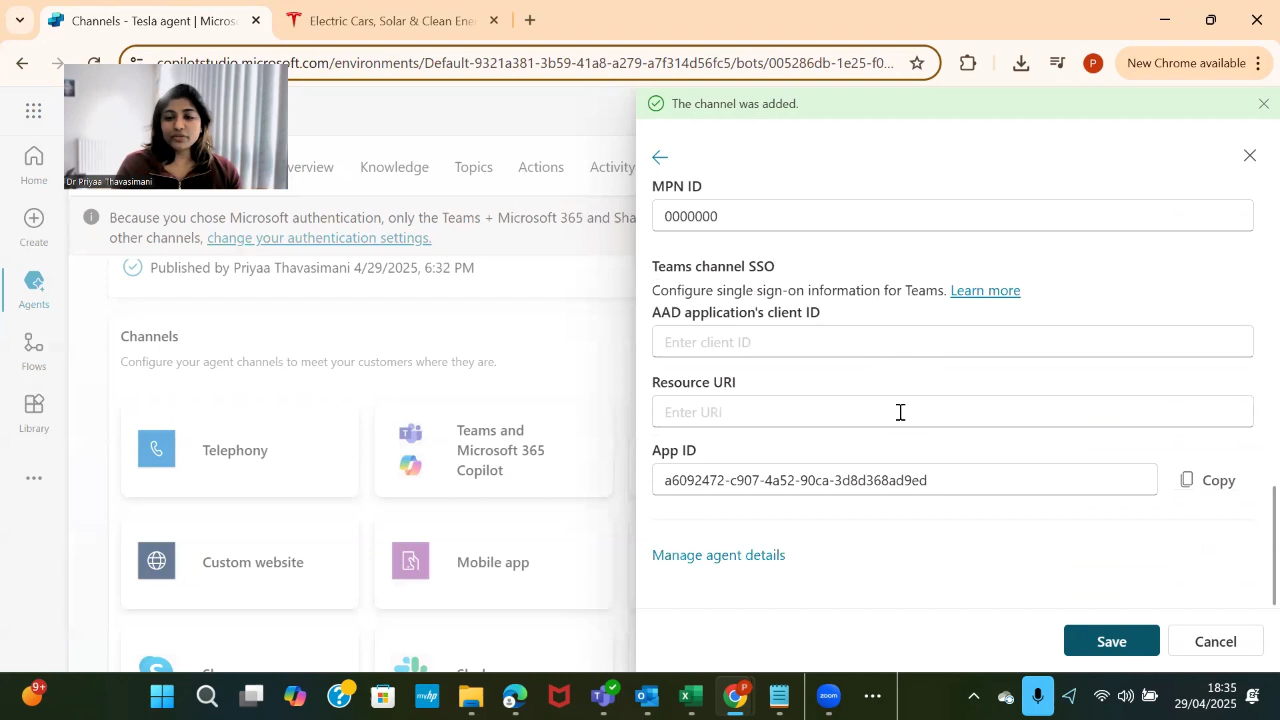 Channels - Tesla agent | Micros
Electric Cars, Solar & Clean Ene
copilotstudio.microsoft.com/environments/Default-9321a381-3b59-41a8-a279-a7f314d56fc5/bots/005286db-1e25-f0...
P
New Chrome available
The channel was added.
Dr Priyaa Thavasimani
verview
Knowledge
Topics
Actions
Activity
Home
Create
Agents
Flows
Library
Because you chose Microsoft authentication, only the Teams + Microsoft 365 and Sha
other channels, change your authentication settings.
Published by Priyaa Thavasimani 4/29/2025, 6:32 PM
Channels
Configure your agent channels to meet your customers where they are.
Telephony
Teams and
Microsoft 365
Copilot
Custom website
Mobile app
MPN ID
0000000
Teams channel SSO
Configure single sign-on information for Teams. Learn more
AAD application's client ID
Enter client ID
Resource URI
Enter URI
App ID
a6092472-c907-4a52-90ca-3d8d368ad9ed
Copy
Manage agent details
Save
Cancel
9+
myhp
zoom
18:35
29/04/2025